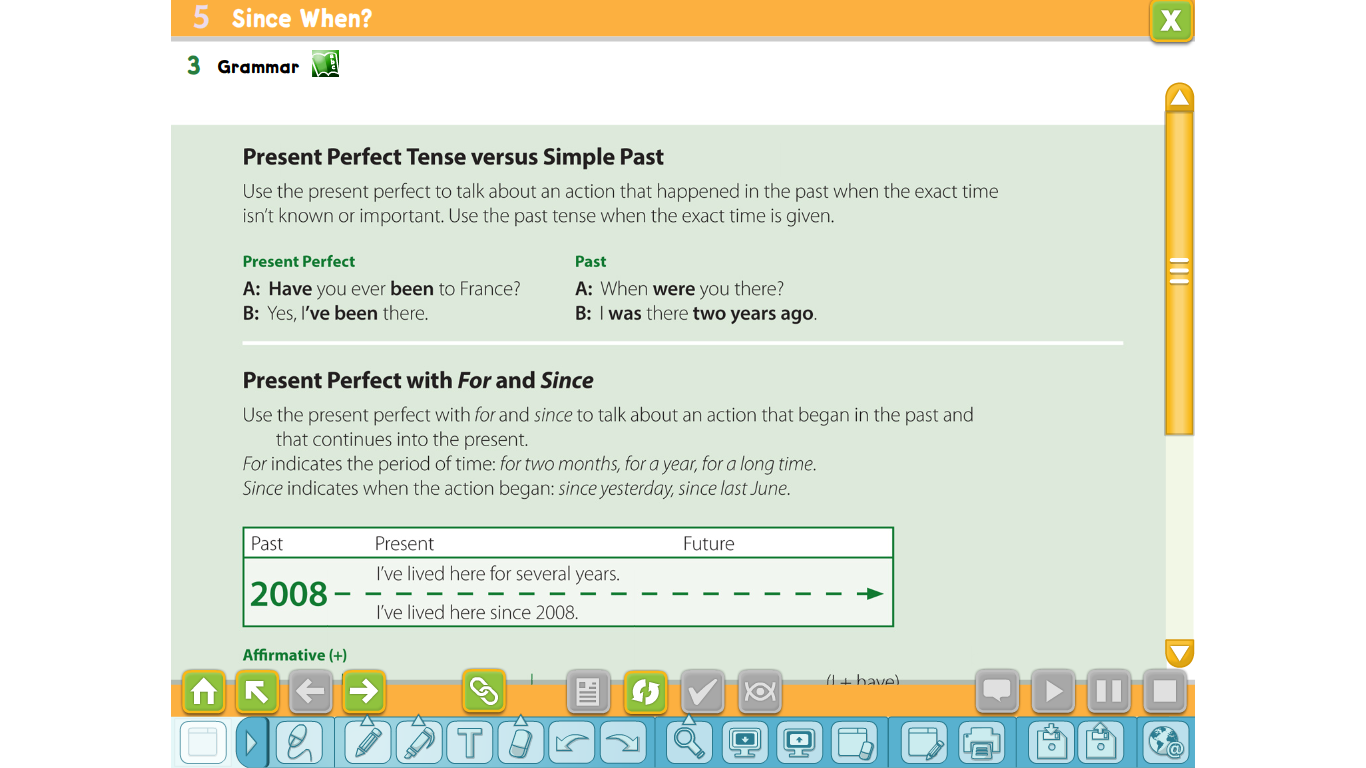 5 Since When?
X
3 Grammar
Present Perfect Tense versus Simple Past
Use the present perfect to talk about an action that happened in the past when the exact time
isn't known or important. Use the past tense when the exact time is given.
Present Perfect
A: Have you ever been to France?
B: Yes, I've been there.
Past
A: When were you there?
B: I was there two years ago.
Present Perfect with For and Since
Use the present perfect with for and since to talk about an action that began in the past and
that continues into the present.
For indicates the period of time: for two months, for a year, for a long time.
Since indicates when the action began: since yesterday, since last June.
Past Present Future
I've lived here for several years.
2008
I've lived here since 2008.
Affirmative (+)
(I + have)
T
@